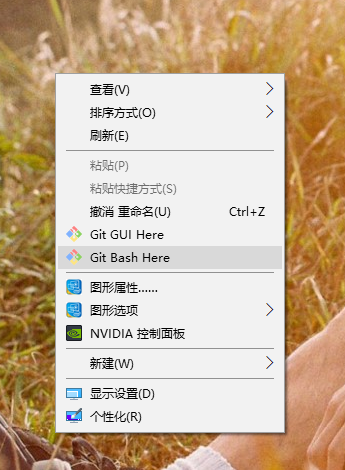 查看(V)
排序方式(O)
刷新(E)
粘贴(P)
粘贴快捷方式(S)
撤消 重命名(U) Ctrl+Z
Git GUI Here
Git Bash Here
图形属性......
图形选项
NVIDIA 控制面板
新建(W)
显示设置(D)
个性化(R)